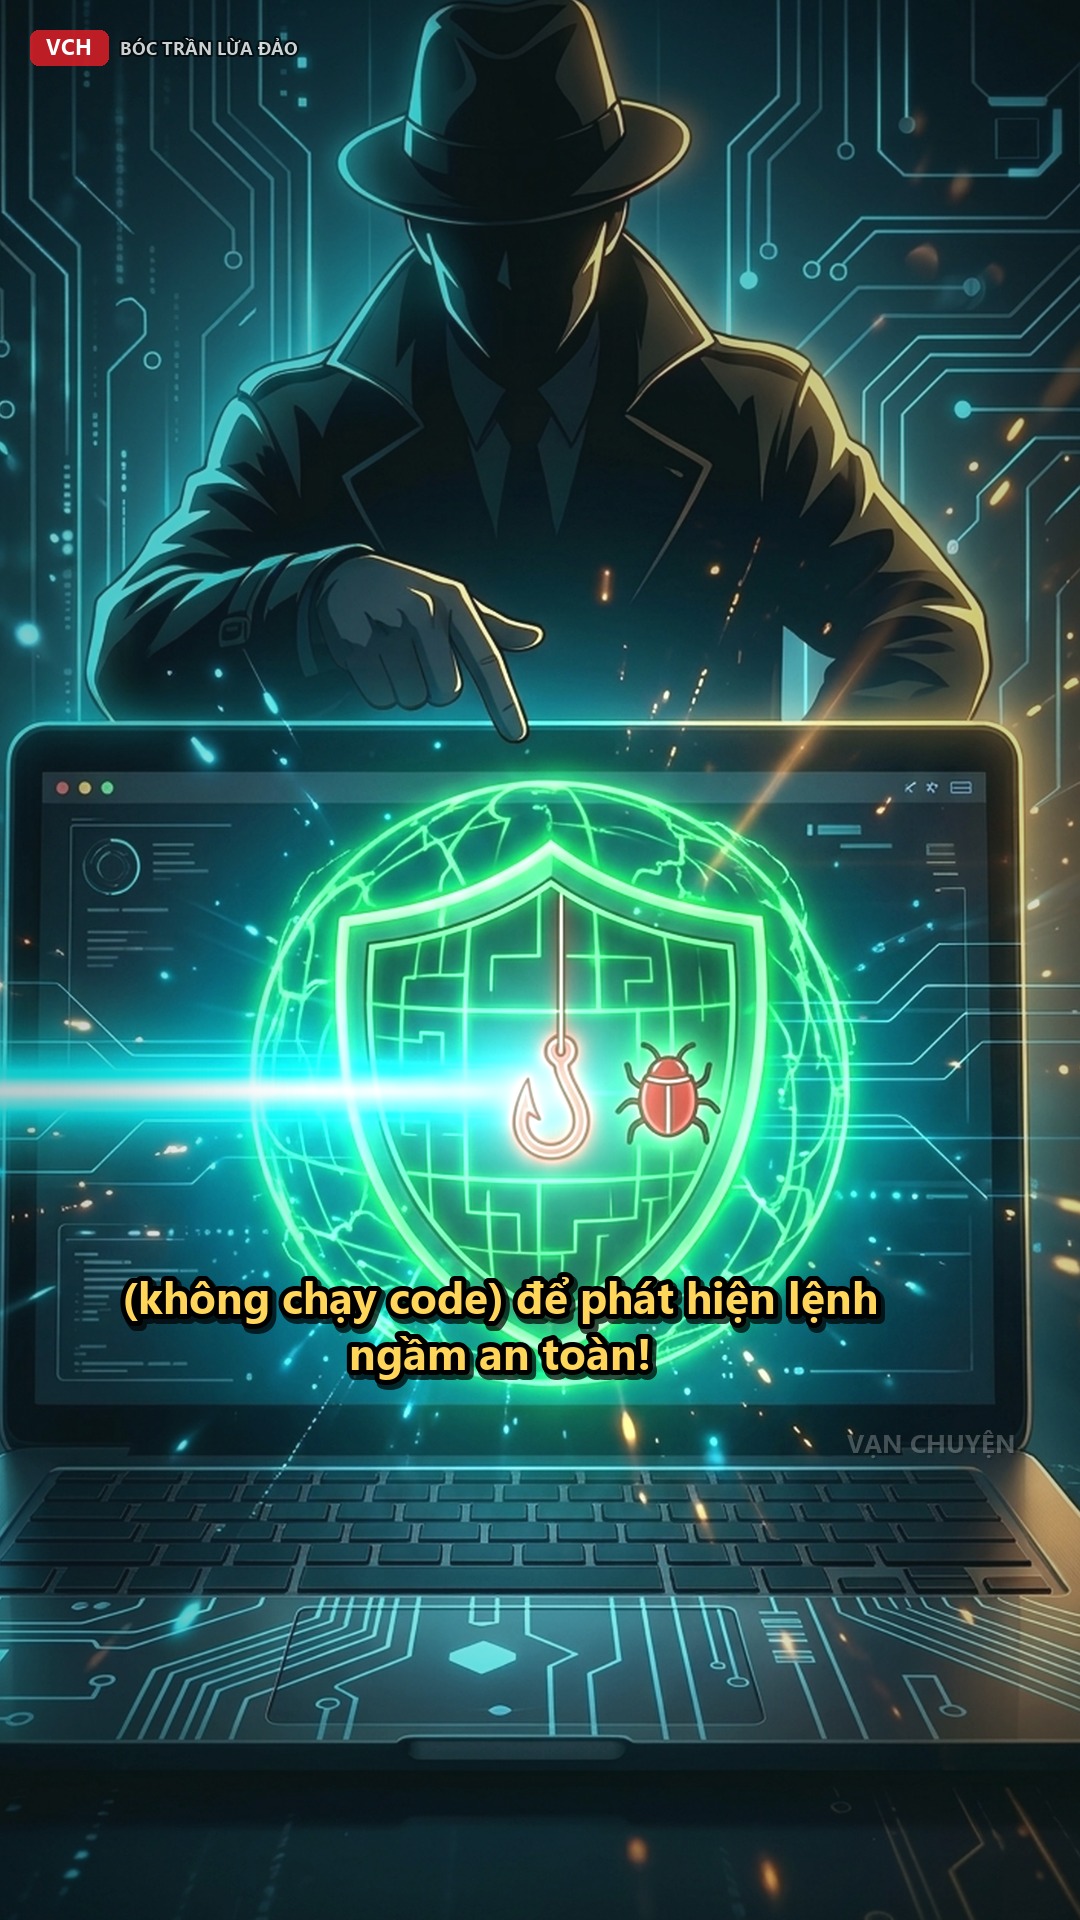 VCH BÓC TRẦN LỪA ĐẢO
(không chạy code) để phát hiện lệnh
ngầm an toàn!
VẠN CHUYỆN